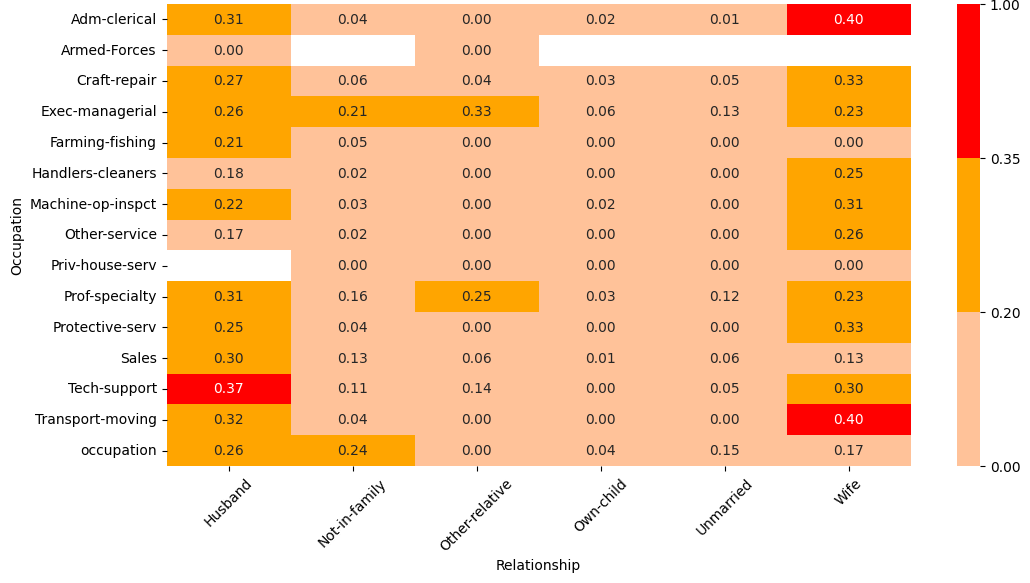 Adm-clerical 0.31 0.04 0.00 0.02 0.01 0.40
Armed-Forces 0.00 0.00
Craft-repair 0.27 0.06 0.04 0.03 0.05 0.33
Exec-managerial 0.26 0.21 0.33 0.06 0.13 0.23
Farming-fishing 0.21 0.05 0.00 0.00 0.00 0.00
Handlers-cleaners 0.18 0.02 0.00 0.00 0.00 0.25
Machine-op-inspct 0.22 0.03 0.00 0.02 0.00 0.31
Other-service 0.17 0.02 0.00 0.00 0.00 0.26
Priv-house-serv 0.00 0.00 0.00 0.00 0.00
Prof-specialty 0.31 0.16 0.25 0.03 0.12 0.23
Protective-serv 0.25 0.04 0.00 0.00 0.00 0.33
Sales 0.30 0.13 0.06 0.01 0.06 0.13
Tech-support 0.37 0.11 0.14 0.00 0.05 0.30
Transport-moving 0.32 0.04 0.00 0.00 0.00 0.40
occupation 0.26 0.24 0.00 0.04 0.15 0.17
Occupation
Husband Not-in-family Other-relative Own-child Unmarried Wife
Relationship
1.00
0.35
0.20
0.00